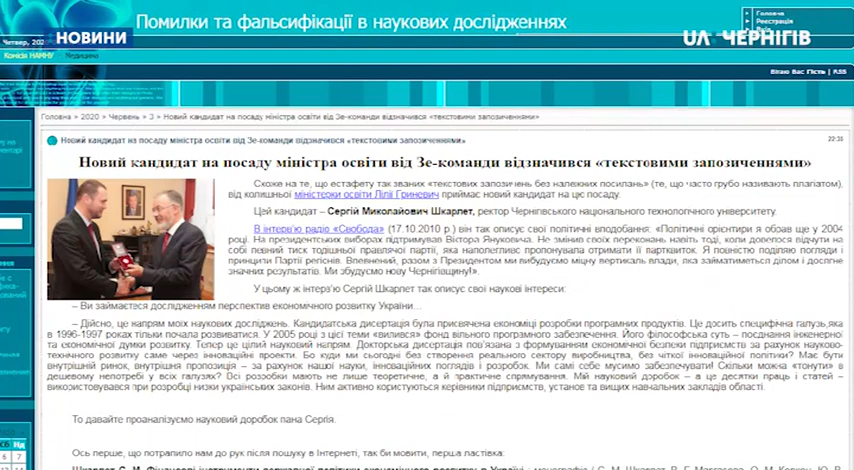 Помилки та фальсифікації в наукових дослідженнях
Головна
Реєстрація
НОВИНИ
UA: ЧЕРНІГІВ
Четвер,
Комісія НАМНУ Медицина
Вітаю Вас Гість | RSS
Головна » 2020 » Червень » 3 » Новий кандидат на посаду міністра освіти від Зе-команди відзначився «текстовими запозиченнями»
Новий кандидат на посаду міністра освіти від Зе-команди відзначився «текстовими запозиченнями»
22:31
Новий кандидат на посаду міністра освіти від Зе-команди відзначився «текстовими запозиченнями»
Схоже на те, що естафету так званих «текстових запозичень без належних посилань» (те, що часто грубо називають плагіатом),
від колишньої міністерки освіти Лілії Гриневич приймає новий кандидат на цю посаду.
Цей кандидат – Сергій Миколайович Шкарлет, ректор Чернігівського національного технологічного університету.
В інтерв'ю радіо «Свобода» (17.10.2010 р.) він так описує свої політичні вподобання: «Політичні орієнтири я обрав ще у 2004
році. На президентських виборах підтримував Віктора Януковича. Не змінив своїх переконань навіть тоді, коли довелося відчути на
собі певний тиск тодішньої правлячої партії, яка наполегливо пропонувала отримати її партквиток. Я повністю поділяю погляди і
принципи Партії регіонів. Впевнений, разом з Президентом ми вибудуємо міцну вертикаль влади, яка займатиметься ділом і досягне
значних результатів. Ми збудуємо нову Чернігівщину!».
У цьому ж інтерв'ю Сергій Шкарлет так описує свої наукові інтереси:
– Ви займаєтеся дослідженням перспектив економічного розвитку України...
– Дійсно, це напрям моїх наукових досліджень. Кандидатська дисертація була присвячена економіці розробки програмних продуктів. Це досить специфічна галузь,яка
в 1996-1997 роках тільки почала розвиватися. У 2005 році з цієї теми «вилився» фонд вільного програмного забезпечення. Його філософська суть – поєднання інженерної
та економічної думки розвитку. Тепер це цілий науковий напрям. Докторська дисертація пов'язана з формуванням економічної безпеки підприємств за рахунок науково-
технічного розвитку саме через інноваційні проекти. Бо куди ми сьогодні без створення реального сектору виробництва, без чіткої інноваційної політики? Має бути
внутрішній ринок, внутрішня пропозиція – за рахунок нашої науки, інноваційних поглядів і розробок. Ми самі себе мусимо забезпечувати! Скільки можна «тонути» в
дешевому непотребі у всіх галузях? Всі розробки мають не лише теоретичне, а й практичне спрямування. Мій науковий доробок – а це десятки праць і статей –
використовувався при розробці низки українських законів. Ним активно користуються керівники підприємств, установ та вищих навчальних закладів області.
То давайте проаналізуємо науковий доробок пана Сергія.
Ось перше, що потрапило нам до рук після пошуку в Інтернеті, так би мовити, перша ластівка: